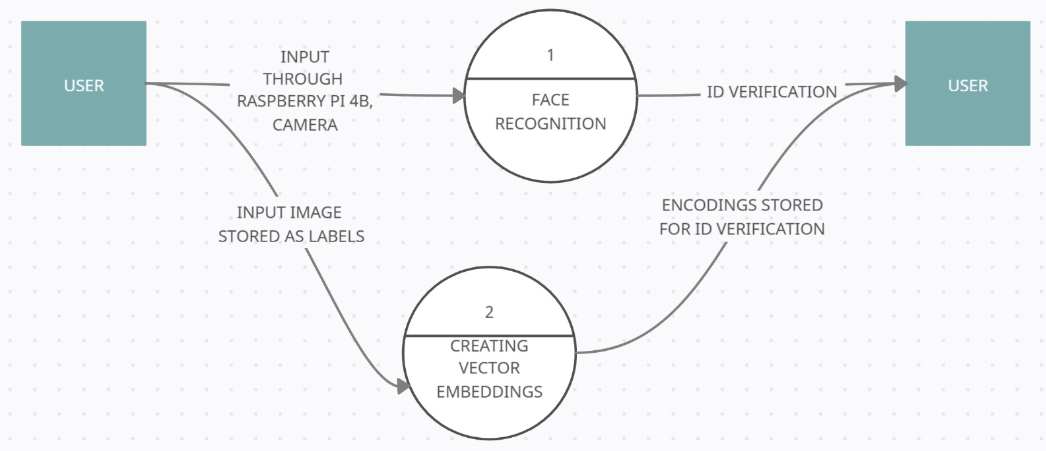 USER
INPUT
THROUGH
RASPBERRY PI 4B,
CAMERA
1
FACE
RECOGNITION
ID VERIFICATION
USER
INPUT IMAGE
STORED AS LABELS
ENCODINGS STORED
FOR ID VERIFICATION
2
CREATING
VECTOR
EMBEDDINGS